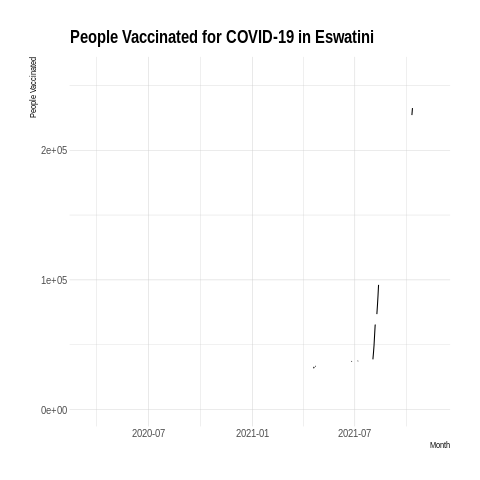 People Vaccinated for COVID-19 in Eswatini
People Vaccinated
2e+05
1e+05
0e+00
2020-07
2021-01
2021-07
Month